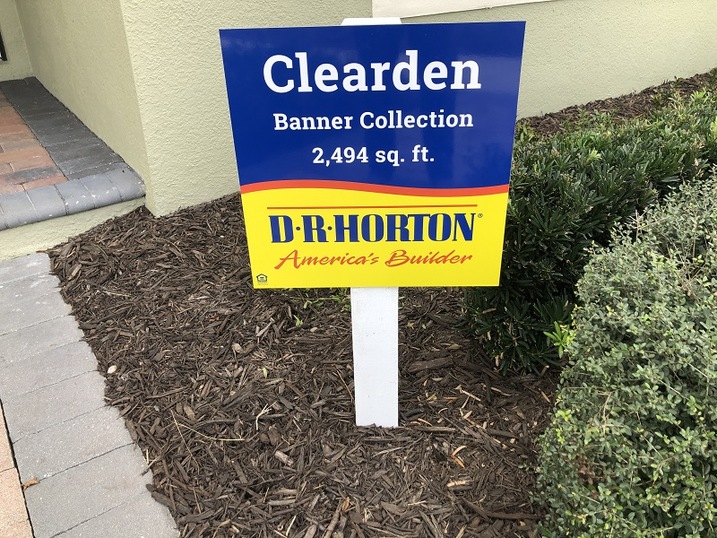 Clearden
Banner Collection
2,494 sq. ft.
D·R·HORTON®
America's Builder